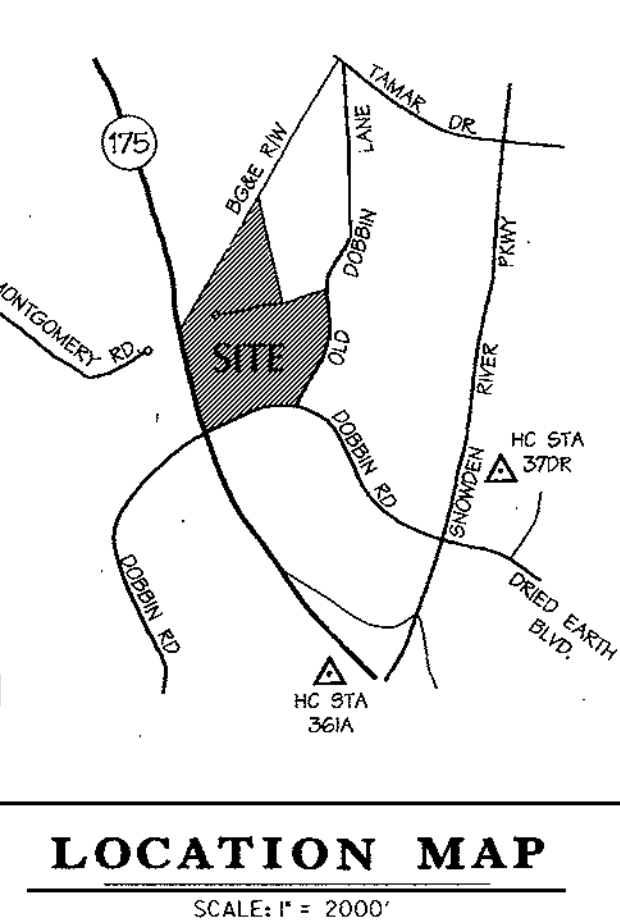 175
TAMAR DR
BG&E R/W
OLD DOBBIN LANE
MONTGOMERY RD.
SITE
SNOWDEN RIVER PKWY
DOBBIN RD
HC STA
37DR
DOBBIN RD
DRIED EARTH
BLVD.
HC STA
361A
LOCATION MAP
SCALE: 1" = 2000'